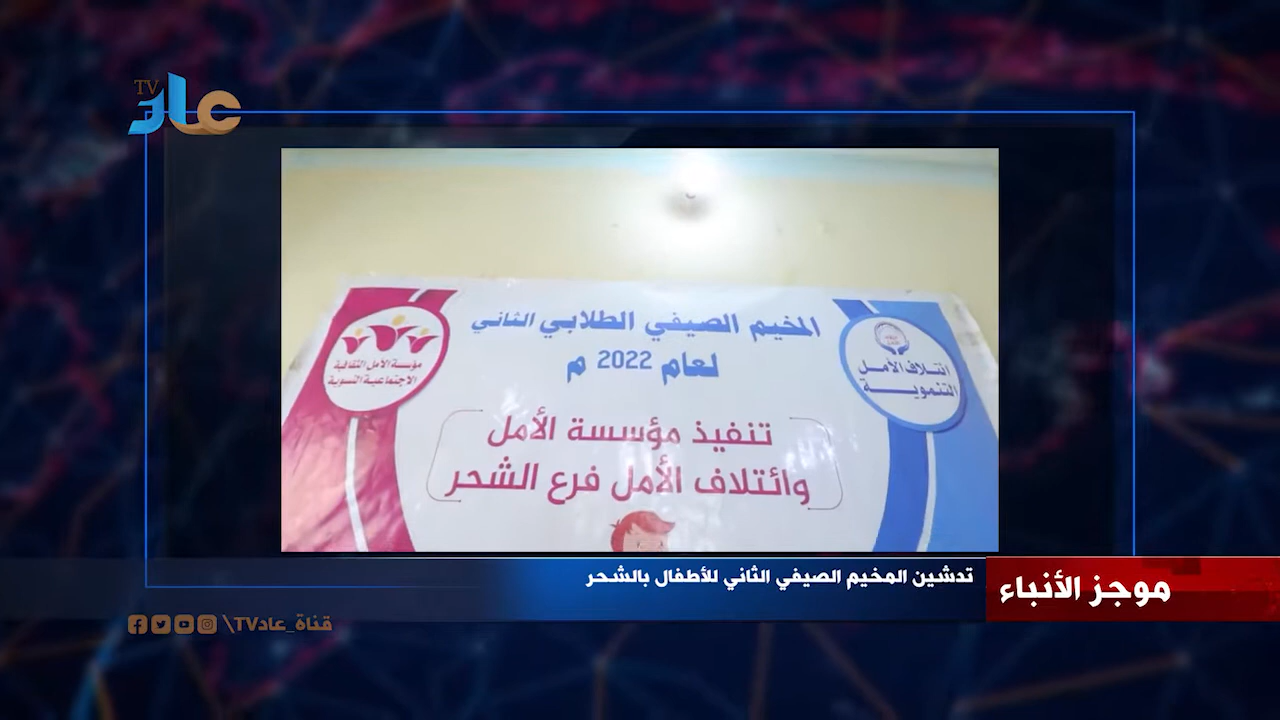 TV
عاد
المخيم الصيفي الطلابي الثاني
لعام 2022 م
مؤسسة الأمل الثقافية
الاجتماعية النسوية
ائتلاف الأمل
التنموية
تنفيذ مؤسسة الأمل
وائتلاف الأمل فرع الشحر
تدشين المخيم الصيفي الثاني للأطفال بالشحر
موجز الأنباء
قناة_عادTV\